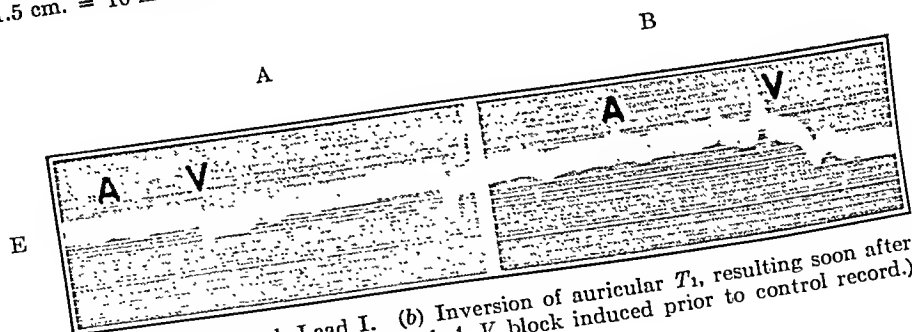 1.5 cm. = 10
B
A
A V
A V
E
Lead I. (b) Inversion of auricular T₁, resulting soon after
V block induced prior to control record.)